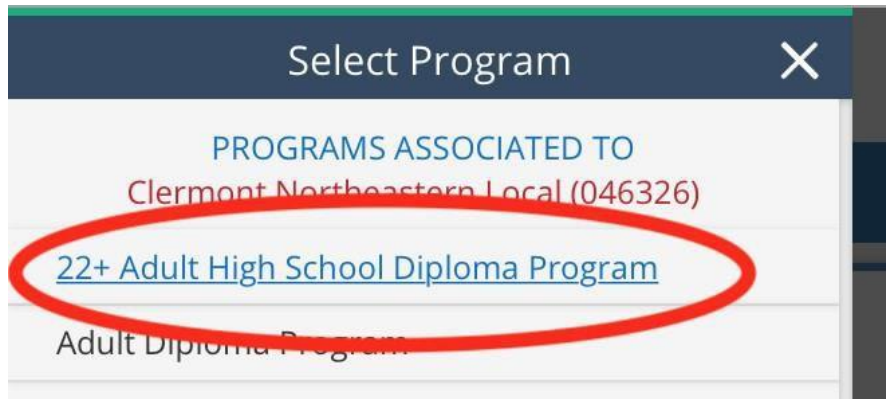 Select Program
PROGRAMS ASSOCIATED TO
Clermont Northeastern Local (046326)
22+ Adult High School Diploma Program
Adult Diploma Program